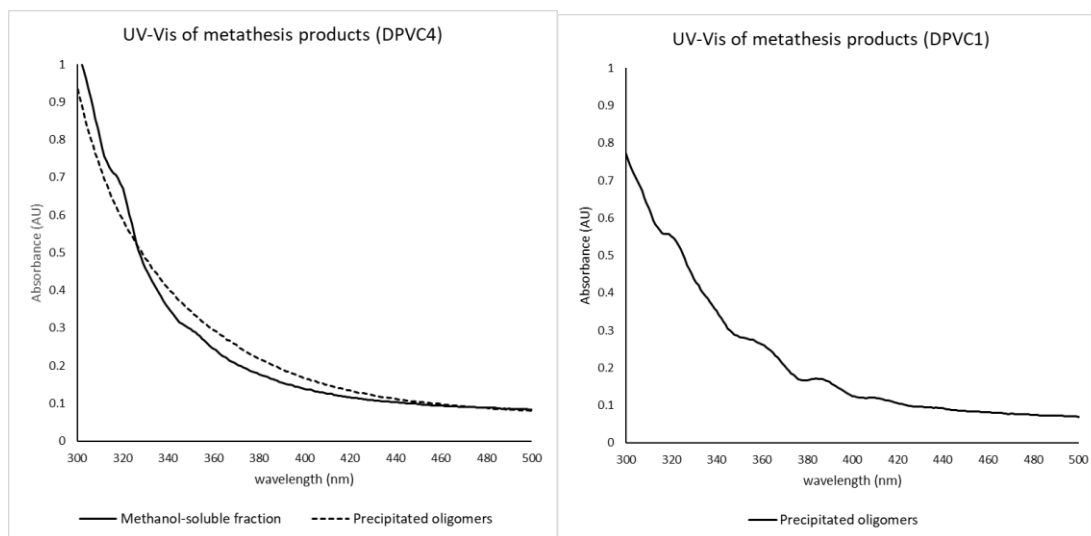 UV-Vis of metathesis products (DPVC4)
1
0.9
0.8
0.7
0.6
0.5
0.4
0.3
0.2
0.1
0
Absorbance (AU)
300 320 340 360 380 400 420 440 460 480 500
wavelength (nm)
Methanol-soluble fraction Precipitated oligomers
UV-Vis of metathesis products (DPVC1)
1
0.9
0.8
0.7
0.6
0.5
0.4
0.3
0.2
0.1
0
Absorbance (AU)
300 320 340 360 380 400 420 440 460 480 500
wavelength (nm)
Precipitated oligomers